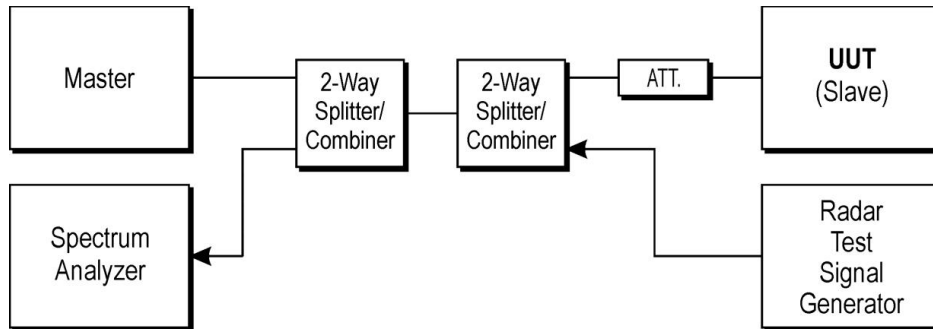 Master
2-Way
Splitter/
Combiner
2-Way
Splitter/
Combiner
ATT.
UUT
(Slave)
Spectrum
Analyzer
Radar
Test
Signal
Generator